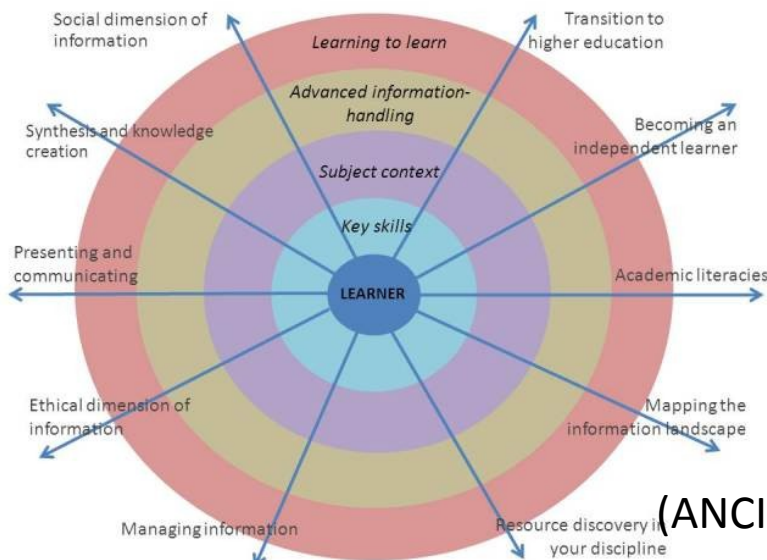 Social dimension of
information
Transition to
higher education
Learning to learn
Advanced information-
handling
Synthesis and knowledge
creation
Becoming an
independent learner
Subject context
Key skills
Presenting and
communicating
LEARNER
Academic literacies
Ethical dimension of
information
Mapping the
information landscape
Managing information
Resource discovery in
your discipline
(ANCI